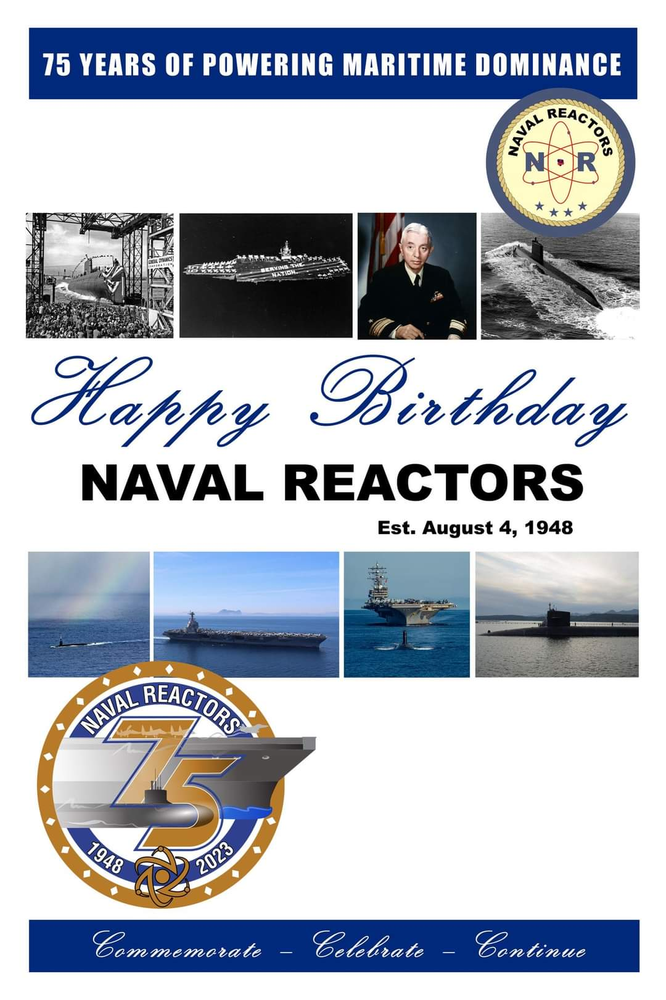 75 YEARS OF POWERING MARITIME DOMINANCE
NAVAL REACTORS
N R
GENERAL DYNAMICS
CORPORATION
SERVING THE
NATION
Happy Birthday
NAVAL REACTORS
Est. August 4, 1948
NAVAL REACTORS
75
1948 2023
Commemorate – Celebrate – Continue